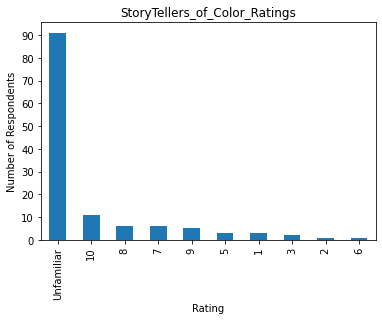 StoryTellers_of_Color_Ratings
Number of Respondents
90
80
70
60
50
40
30
20
10
0
Unfamiliar 10 8 7 9 5 1 3 2 6
Rating